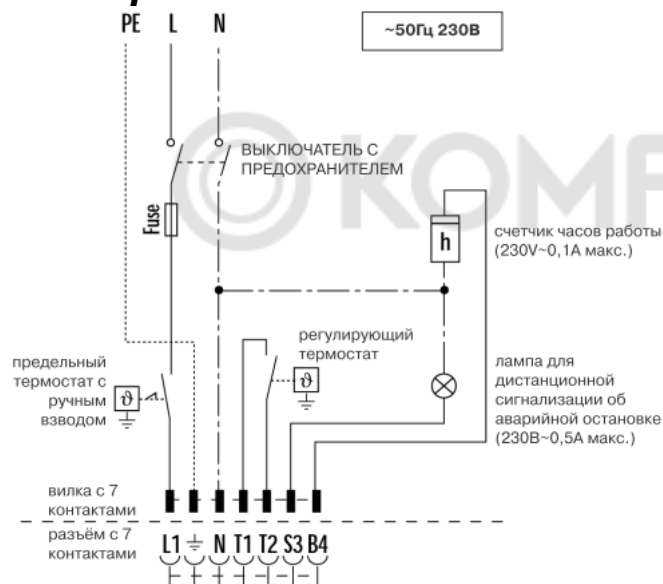 PE L N
~50Гц 230В
ВЫКЛЮЧАТЕЛЬ С
ПРЕДОХРАНИТЕЛЕМ
KOMF
Fuse
h
счетчик часов работы
(230V~0,1А макс.)
регулирующий
термостат
ϑ
предельный
термостат с
ручным
взводом
ϑ
лампа для
дистанционной
сигнализации об
аварийной остановке
(230В~0,5А макс.)
вилка с 7
контактами
разъём с 7
контактами
L1 N T1 T2 S3 B4